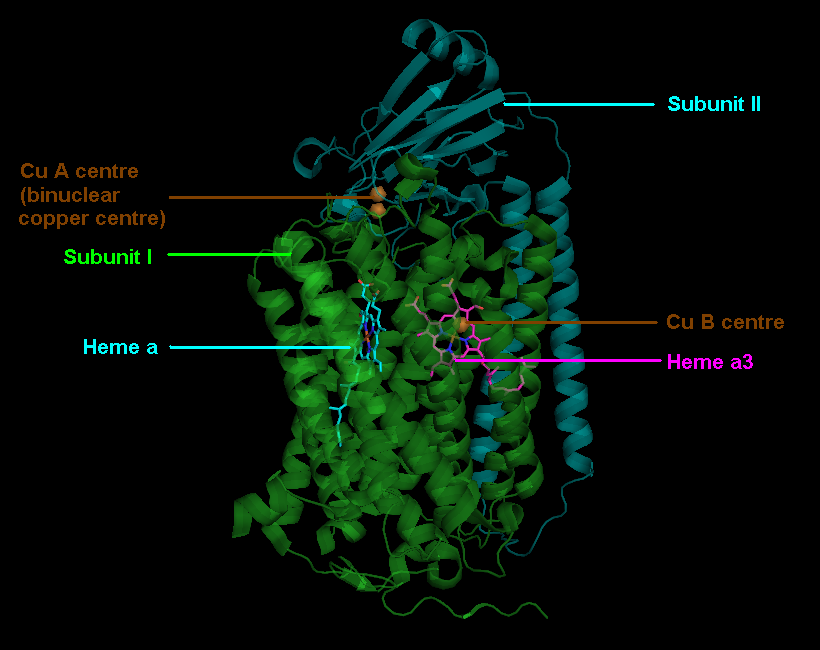 Subunit II
Cu A centre
(binuclear
copper centre)
Subunit I
Cu B centre
Heme a
Heme a3